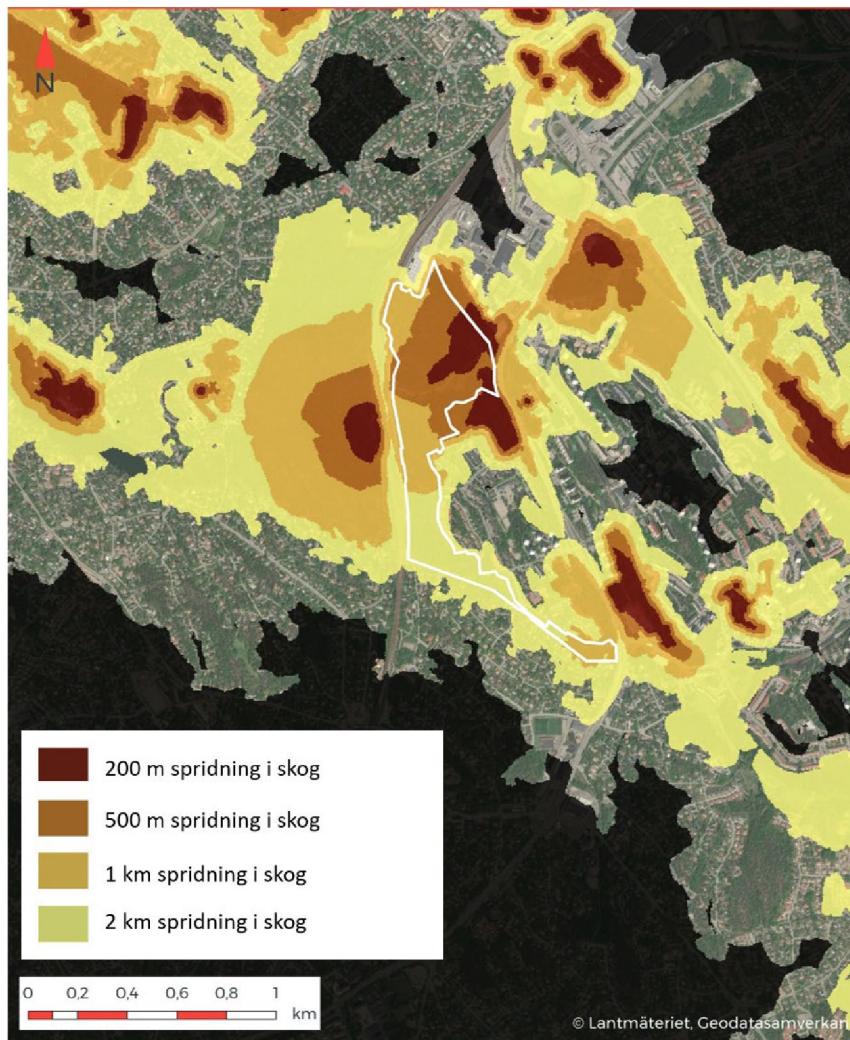 N
200 m spridning i skog
500 m spridning i skog
1 km spridning i skog
2 km spridning i skog
0 0,2 0,4 0,6 0,8 1
km
© Lantmäteriet, Geodatasamverkan